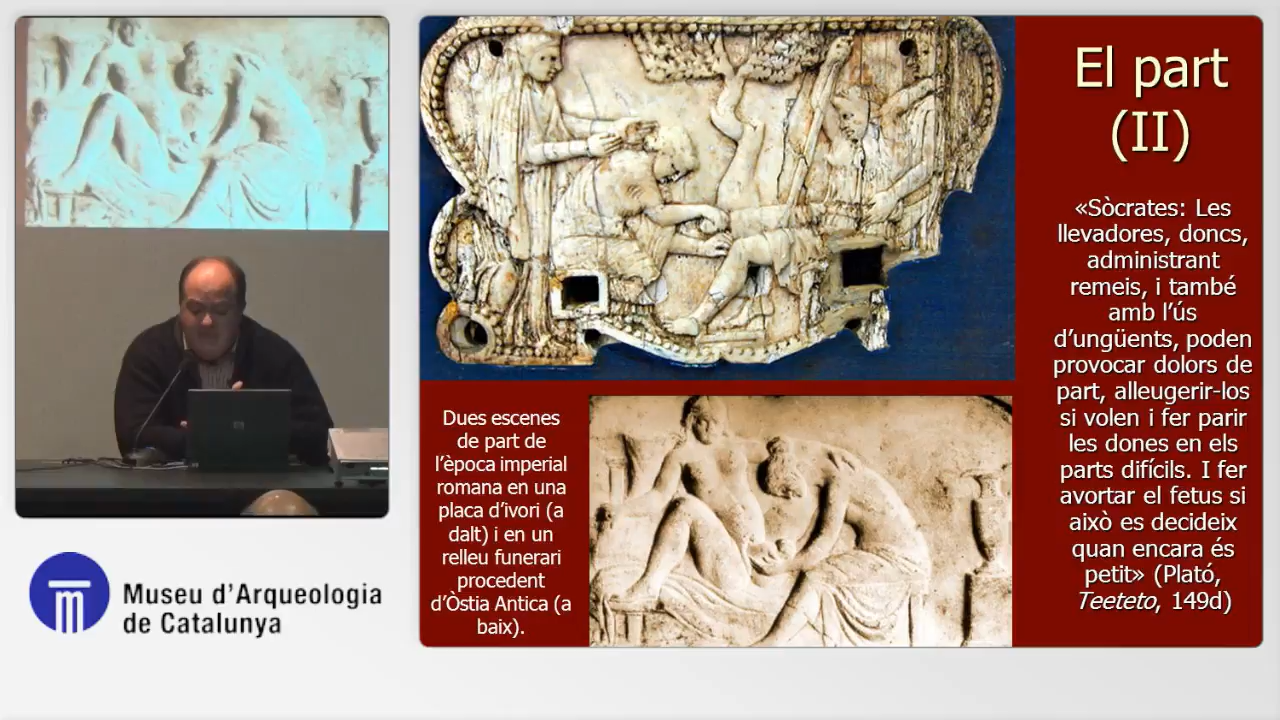 El part
(II)
«Sòcrates: Les
llevadores, doncs,
administrant
remeis, i també
amb l’ús
d’ungüents, poden
provocar dolors de
part, alleugerir-los
si volen i fer parir
les dones en els
parts difícils. I fer
avortar el fetus si
això es decideix
quan encara és
petit» (Plató,
Teeteto, 149d)
Dues escenes
de part de
l’època imperial
romana en una
placa d’ivori (a
dalt) i en un
relleu funerari
procedent
d’Òstia Antica (a
baix).
Museu d’Arqueologia
de Catalunya